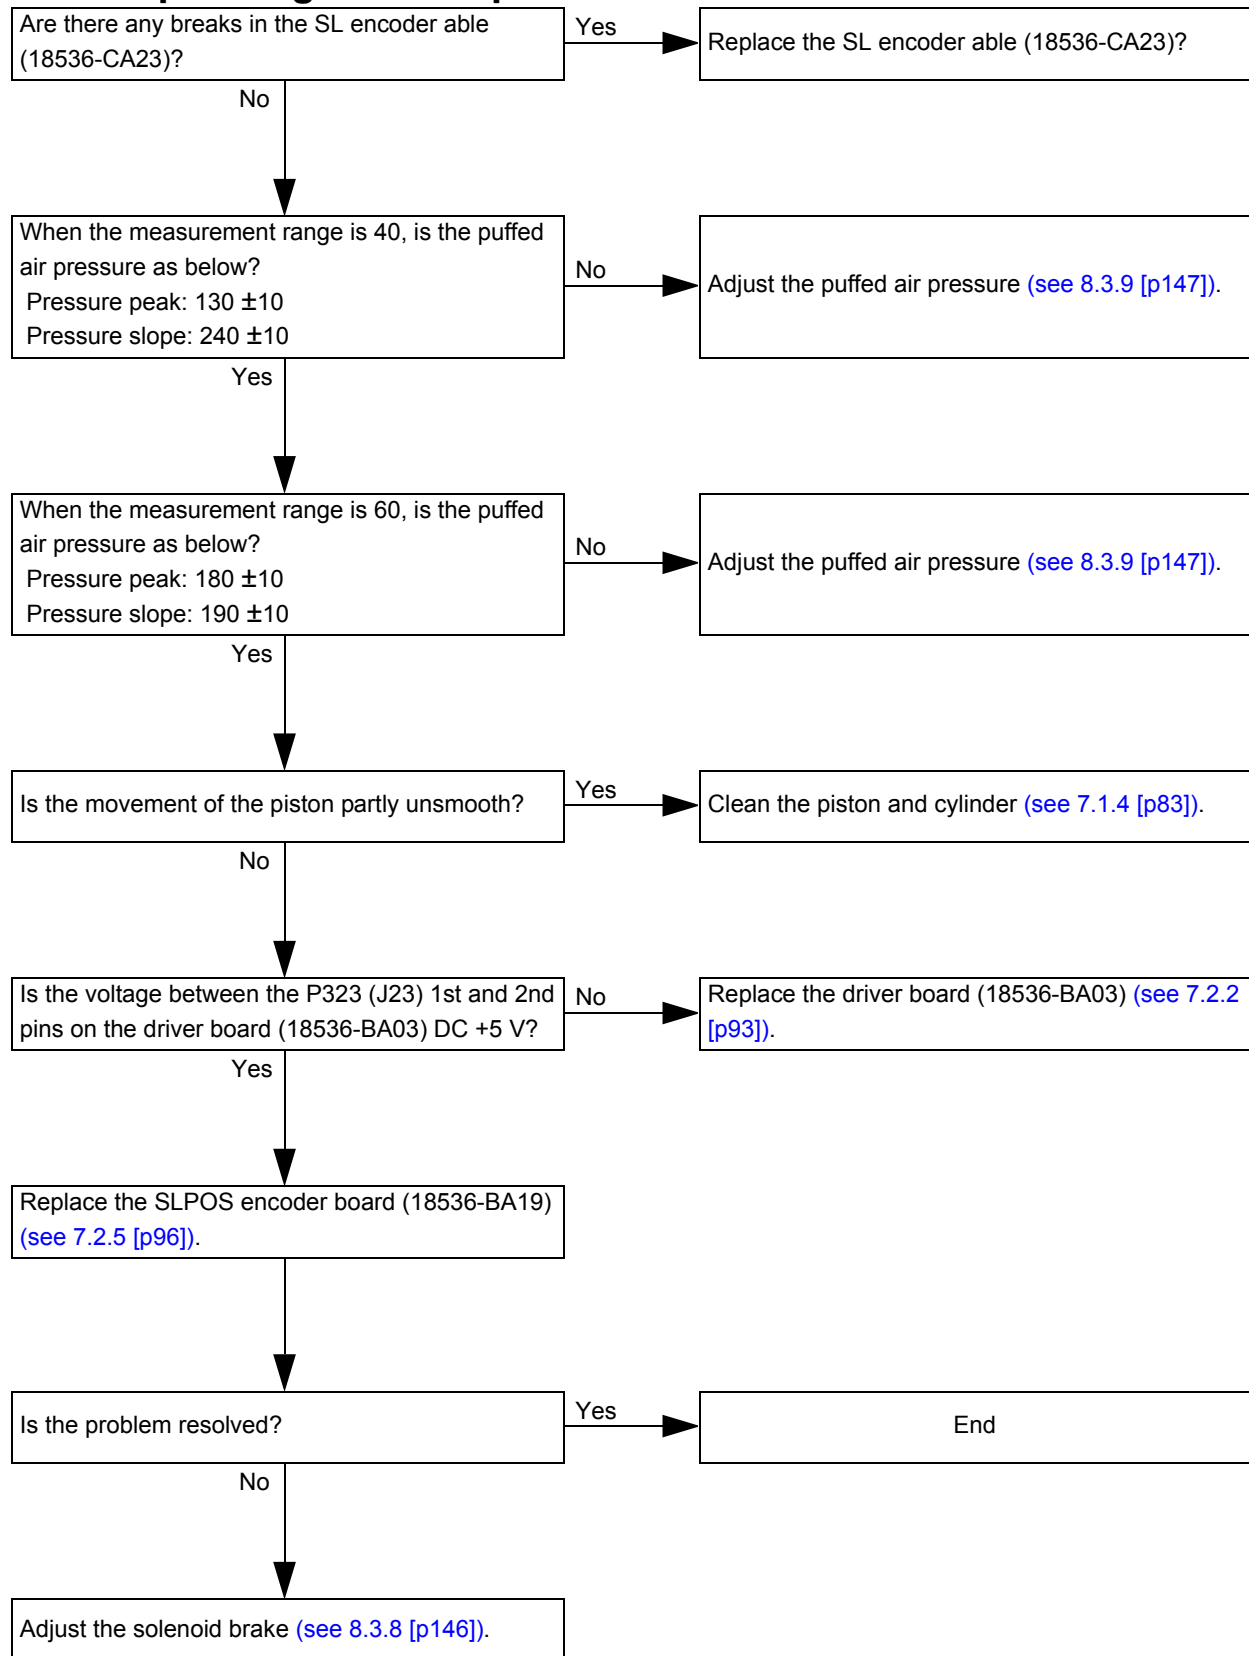 Are there any breaks in the SL encoder able
(18536-CA23)?
Yes
Replace the SL encoder able (18536-CA23)?
No
When the measurement range is 40, is the puffed
air pressure as below?
Pressure peak: 130 ±10
Pressure slope: 240 ±10
No
Adjust the puffed air pressure (see 8.3.9 [p147]).
Yes
When the measurement range is 60, is the puffed
air pressure as below?
Pressure peak: 180 ±10
Pressure slope: 190 ±10
No
Adjust the puffed air pressure (see 8.3.9 [p147]).
Yes
Is the movement of the piston partly unsmooth?
Yes
Clean the piston and cylinder (see 7.1.4 [p83]).
No
Is the voltage between the P323 (J23) 1st and 2nd
pins on the driver board (18536-BA03) DC +5 V?
No
Replace the driver board (18536-BA03) (see 7.2.2
[p93]).
Yes
Replace the SLPOS encoder board (18536-BA19)
(see 7.2.5 [p96]).
Is the problem resolved?
Yes
End
No
Adjust the solenoid brake (see 8.3.8 [p146]).